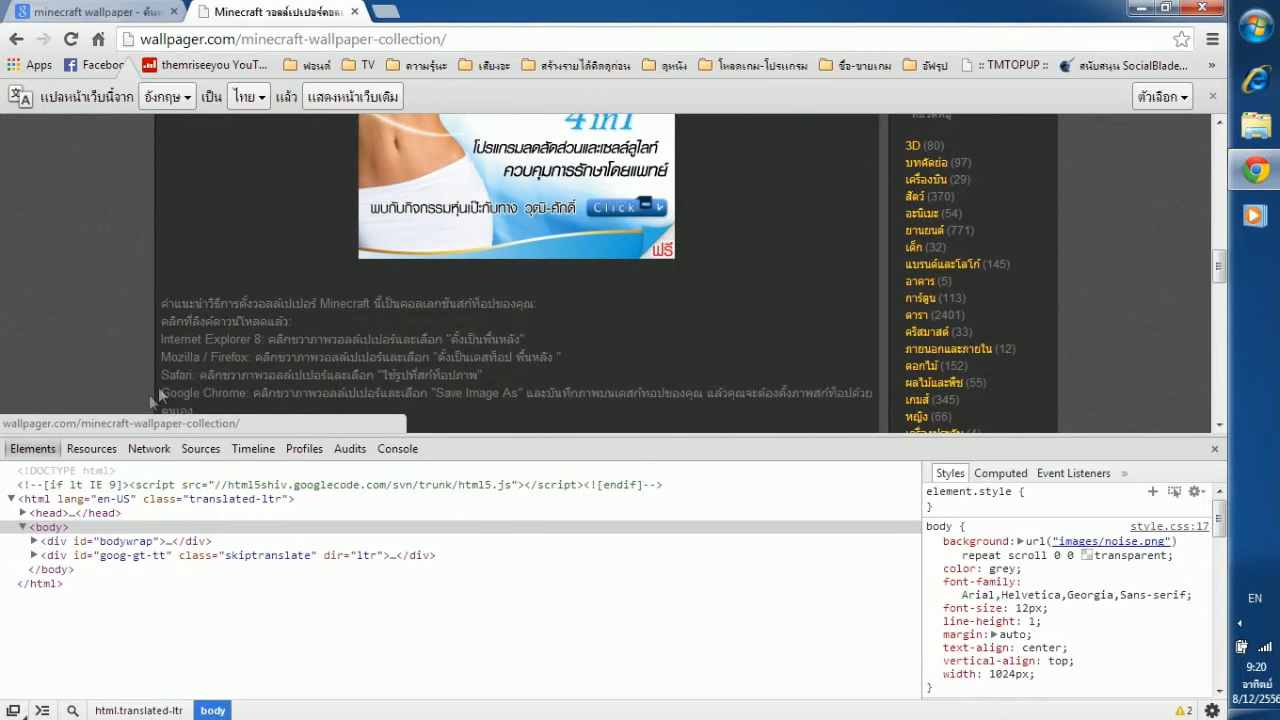 minecraft wallpaper - ค้นห
Minecraft วอลล์เปเปอร์คอลเ
wallpager.com/minecraft-wallpaper-collection/
Apps
Faceboo
themriseeyou YouT...
ฟอนต์
TV
ความรู้นะ
เสียงอะ
สร้างรายได้คิดถูกก่อน
ดูหนัง
โหลดเกม-โปรแกรม
ซื้อ-ขายเกม
อัฟรูป
:: TMTOPUP ::
สนับสนุน SocialBlade...
»
แปลหน้าเว็บนี้จาก อังกฤษ เป็น ไทย แล้ว แสดงหน้าเว็บเดิม
ตัวเลือก
4 in 1
โปรแกรมลดสัดส่วนและเซลล์ลูไลท์
ควบคุมการรักษาโดยแพทย์
พบกับกิจกรรมหุ่นเป๊ะกับทาง วุฒิ-ศักดิ์ Click
ฟรี
คำแนะนำวิธีการตั้งวอลล์เปเปอร์ Minecraft นี้เป็นคอลเลกชันสก์ท็อปของคุณ:
คลิกที่ลิงค์ดาวน์โหลดแล้ว:
Internet Explorer 8: คลิกขวาภาพวอลล์เปเปอร์และเลือก "ตั้งเป็นพื้นหลัง"
Mozilla / Firefox: คลิกขวาภาพวอลล์เปเปอร์และเลือก "ตั้งเป็นเดสก์ท็อป พื้นหลัง "
Safari: คลิกขวาภาพวอลล์เปเปอร์และเลือก "ใช้รูปที่สก์ท็อปภาพ"
Google Chrome: คลิกขวาภาพวอลล์เปเปอร์และเลือก "Save Image As" และบันทึกภาพบนเดสก์ทอปของคุณ แล้วคุณจะต้องตั้งภาพสก์ท็อปด้วย
ตนเอง
3D (80)
บทคัดย่อ (97)
เครื่องบิน (29)
สัตว์ (370)
อะนิเมะ (54)
ยานยนต์ (771)
เด็ก (32)
แบรนด์และโลโก้ (145)
อาคาร (5)
การ์ตูน (113)
ดารา (2401)
คริสมาสต์ (33)
ภายนอกและภายใน (12)
ดอกไม้ (152)
ผลไม้และพืช (55)
เกมส์ (345)
หญิง (66)
wallpager.com/minecraft-wallpaper-collection/
Elements Resources Network Sources Timeline Profiles Audits Console
<!DOCTYPE html>
<!--[if lt IE 9]><script src="//html5shiv.googlecode.com/svn/trunk/html5.js"></script><![endif]-->
<html lang="en-US" class="translated-ltr">
<head>…</head>
<body>
<div id="bodywrap">…</div>
<div id="goog-gt-tt" class="skiptranslate" dir="ltr">…</div>
</body>
</html>
Styles Computed Event Listeners »
element.style {
}
body { style.css:17
background: url("images/noise.png")
repeat scroll 0 0 transparent;
color: grey;
font-family:
Arial,Helvetica,Georgia,Sans-serif;
font-size: 12px;
line-height: 1;
margin: auto;
text-align: center;
vertical-align: top;
width: 1024px;
}
html.translated-ltr body
2
EN
9:20
อาทิตย์
8/12/2556